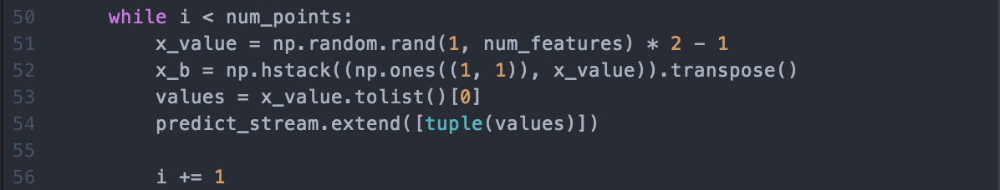 50 while i < num_points:
51 x_value = np.random.rand(1, num_features) * 2 - 1
52 x_b = np.hstack((np.ones((1, 1)), x_value)).transpose()
53 values = x_value.tolist()[0]
54 predict_stream.extend([tuple(values)])
55
56 i += 1